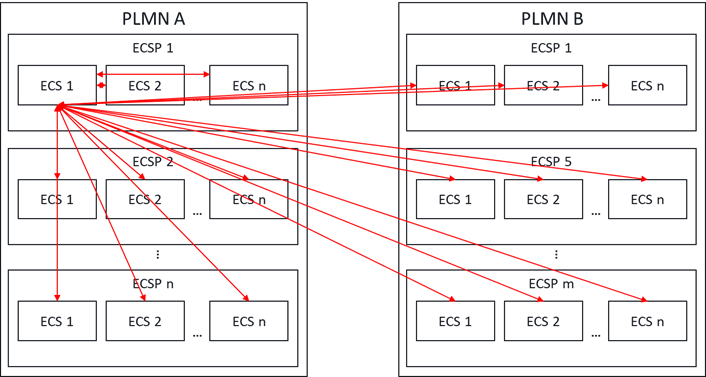 PLMN A
ECSP 1
ECS 1
ECS 2
...
ECS n
ECSP 2
ECS 1
ECS 2
...
ECS n
...
ECSP n
ECS 1
ECS 2
...
ECS n
PLMN B
ECSP 1
ECS 1
ECS 2
...
ECS n
ECSP 5
ECS 1
ECS 2
...
ECS n
...
ECSP m
ECS 1
ECS 2
...
ECS n